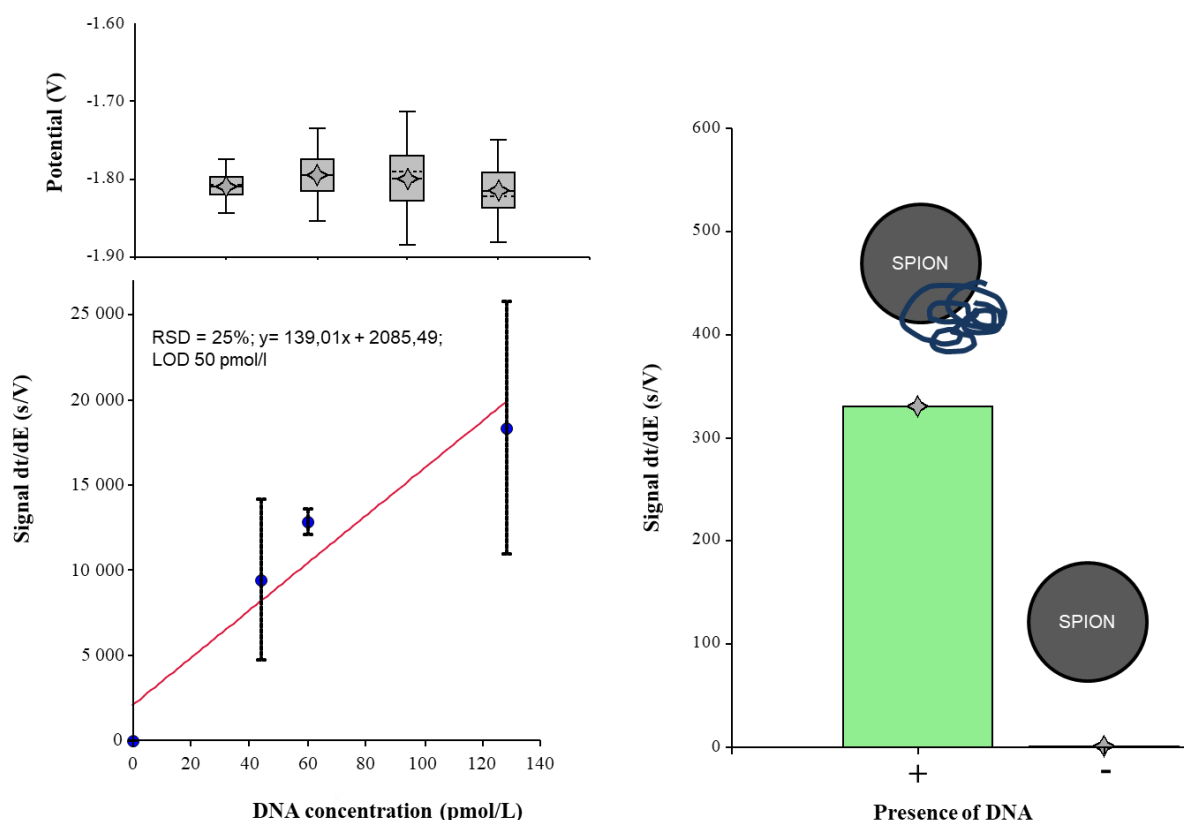 -1.60
-1.70
-1.80
-1.90
Potential (V)
25 000
20 000
15 000
10 000
5 000
0
Signal dt/dE (s/V)
RSD = 25%; y= 139,01x + 2085,49;
LOD 50 pmol/l
0 20 40 60 80 100 120 140
DNA concentration (pmol/L)
600
500
400
300
200
100
0
Signal dt/dE (s/V)
SPION
SPION
+ -
Presence of DNA